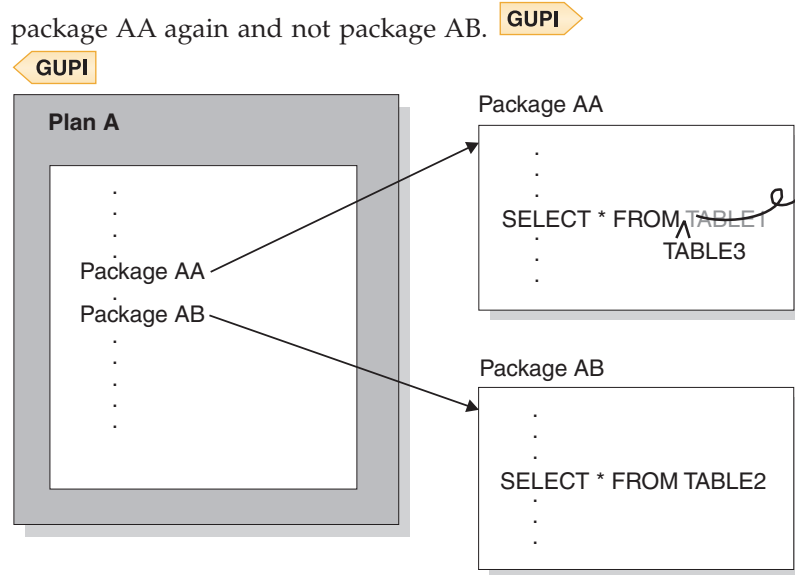 package AA again and not package AB. GUPI
GUPI
Plan A
.
.
.
.
Package AA
.
Package AB
.
.
.
.
.
Package AA
.
.
.
SELECT * FROM TABLE1
TABLE3
.
.
.
Package AB
.
.
.
SELECT * FROM TABLE2
.
.
.